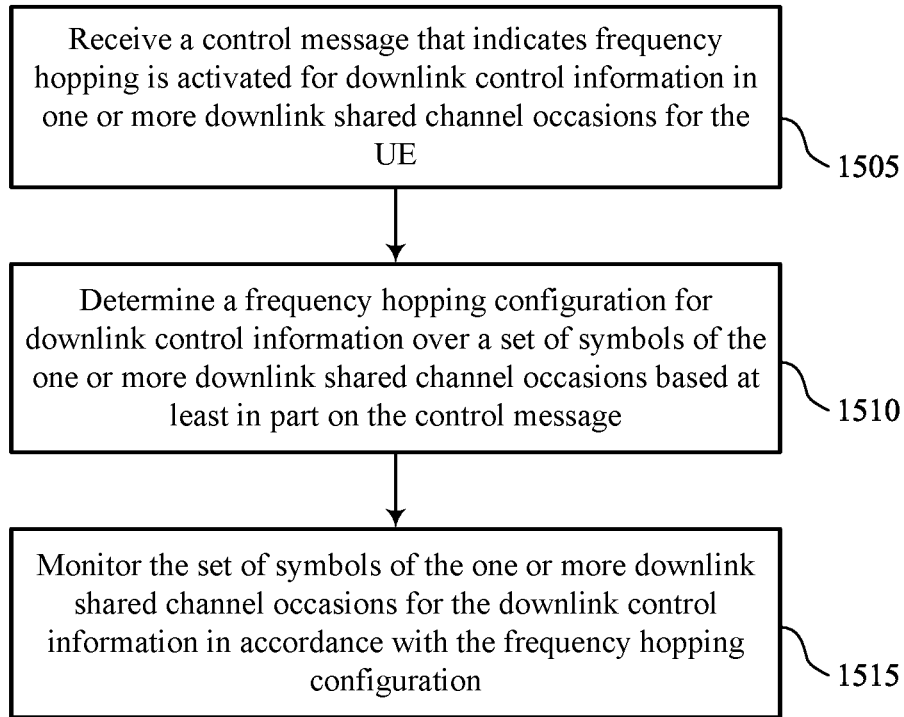 Receive a control message that indicates frequency
hopping is activated for downlink control information in
one or more downlink shared channel occasions for the
UE
1505
Determine a frequency hopping configuration for
downlink control information over a set of symbols of the
one or more downlink shared channel occasions based at
least in part on the control message
1510
Monitor the set of symbols of the one or more downlink
shared channel occasions for the downlink control
information in accordance with the frequency hopping
configuration
1515